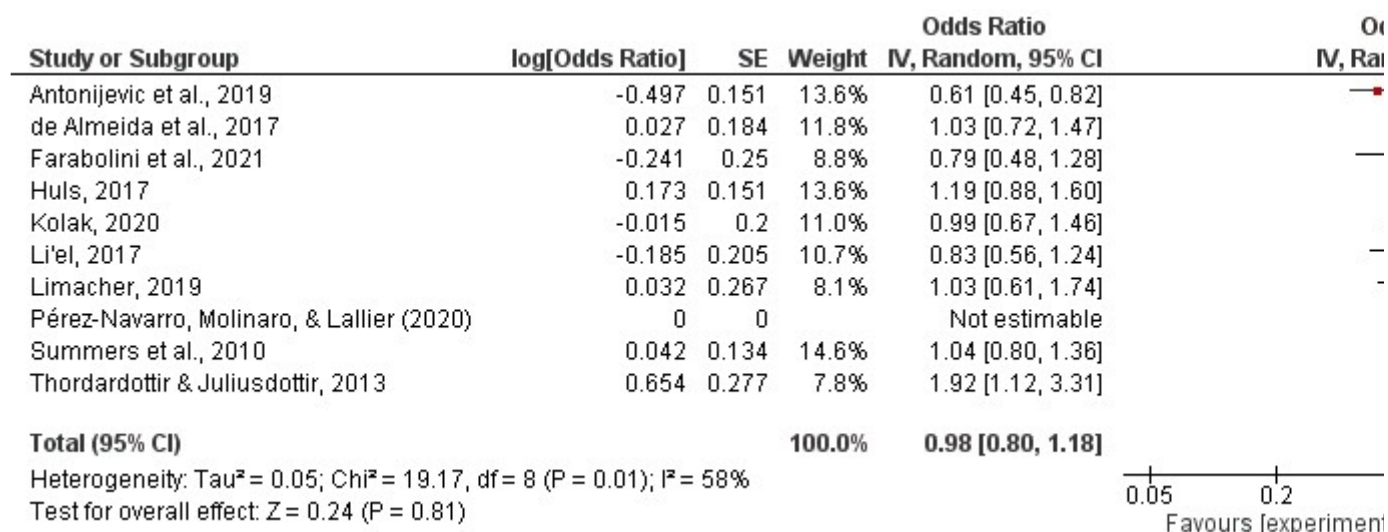 Odds Ratio Od
Study or Subgroup log[Odds Ratio] SE Weight IV, Random, 95% CI IV, Rar
Antonijevic et al., 2019 -0.497 0.151 13.6% 0.61 [0.45, 0.82]
de Almeida et al., 2017 0.027 0.184 11.8% 1.03 [0.72, 1.47]
Farabolini et al., 2021 -0.241 0.25 8.8% 0.79 [0.48, 1.28]
Huls, 2017 0.173 0.151 13.6% 1.19 [0.88, 1.60]
Kolak, 2020 -0.015 0.2 11.0% 0.99 [0.67, 1.46]
Li'el, 2017 -0.185 0.205 10.7% 0.83 [0.56, 1.24]
Limacher, 2019 0.032 0.267 8.1% 1.03 [0.61, 1.74]
Pérez-Navarro, Molinaro, & Lallier (2020) 0 0 Not estimable
Summers et al., 2010 0.042 0.134 14.6% 1.04 [0.80, 1.36]
Thordardottir & Juliusdottir, 2013 0.654 0.277 7.8% 1.92 [1.12, 3.31]
Total (95% CI) 100.0% 0.98 [0.80, 1.18]
Heterogeneity: Tau² = 0.05; Chi² = 19.17, df = 8 (P = 0.01); I² = 58%
Test for overall effect: Z = 0.24 (P = 0.81)
0.05 0.2
Favours [experiment